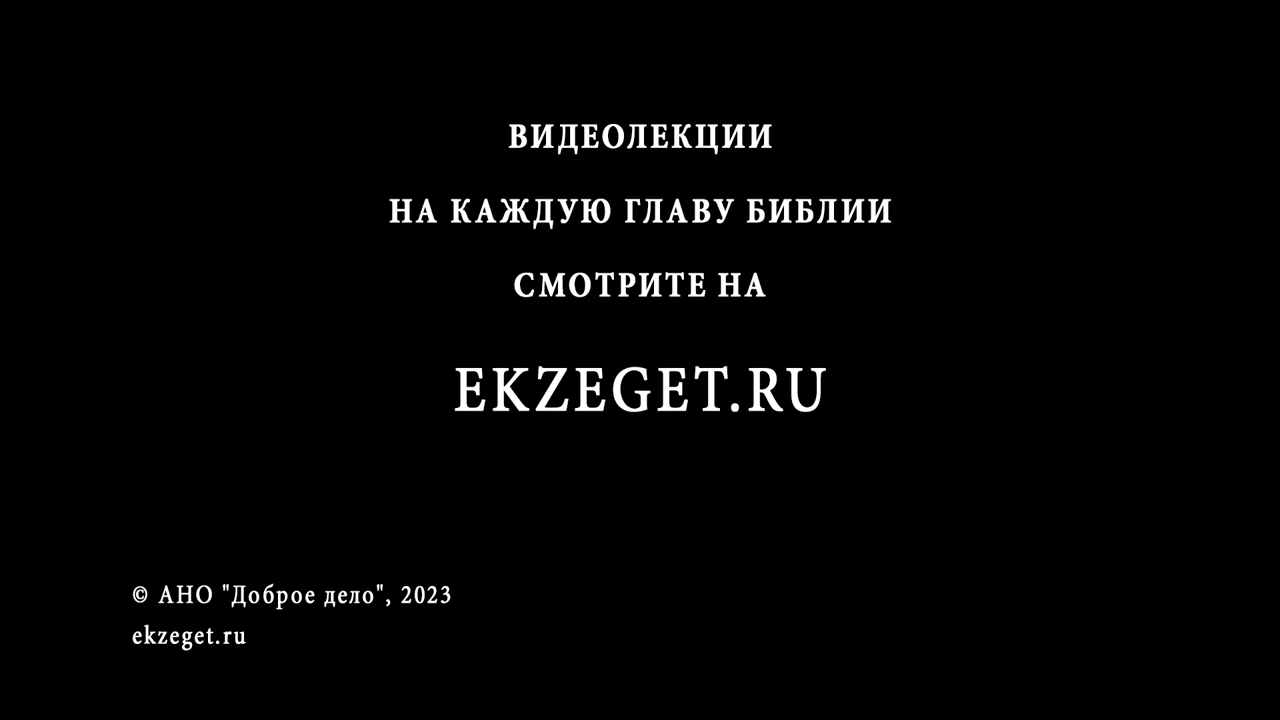 ВИДЕОЛЕКЦИИ
НА КАЖДУЮ ГЛАВУ БИБЛИИ
СМОТРИТЕ НА
EKZEGET.RU
© АНО "Доброе дело", 2023
ekzeget.ru